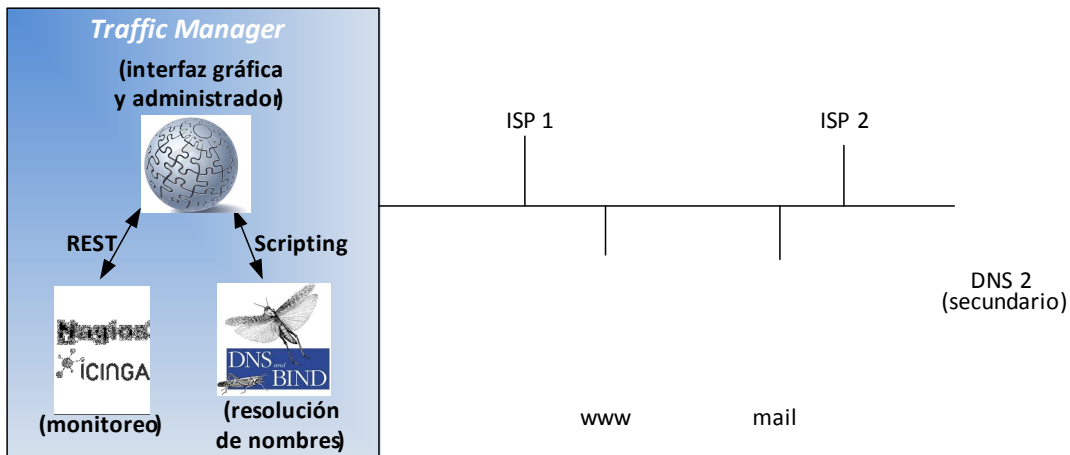 Traffic Manager
(interfaz gráfica
y administrador)
REST
Scripting
Nagios
ICINGA
(monitoreo)
DNS and
BIND
(resolución
de nombres)
ISP 1
ISP 2
DNS 2
(secundario)
www
mail